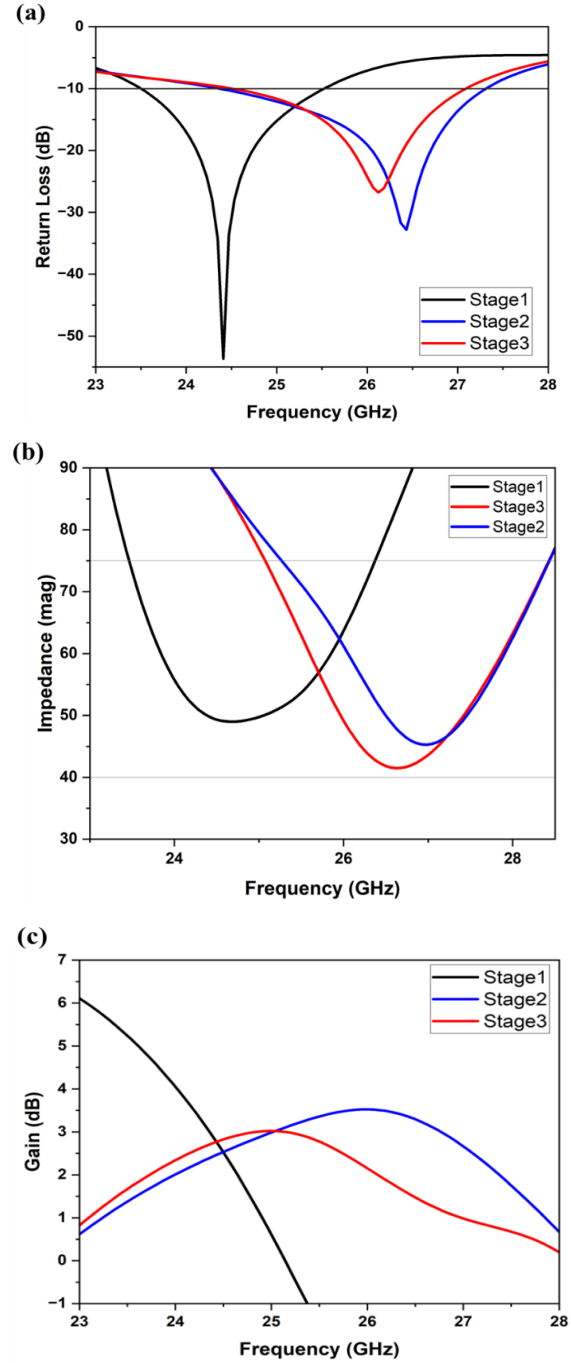 (a)
0
−10
−20
−30
−40
−50
Return Loss (dB)
Stage1
Stage2
Stage3
23 24 25 26 27 28
Frequency (GHz)
(b)
90
80
70
60
50
40
30
Impedance (mag)
Stage1
Stage3
Stage2
24 26 28
Frequency (GHz)
(c)
7
6
5
4
3
2
1
0
−1
Gain (dB)
Stage1
Stage2
Stage3
23 24 25 26 27 28
Frequency (GHz)